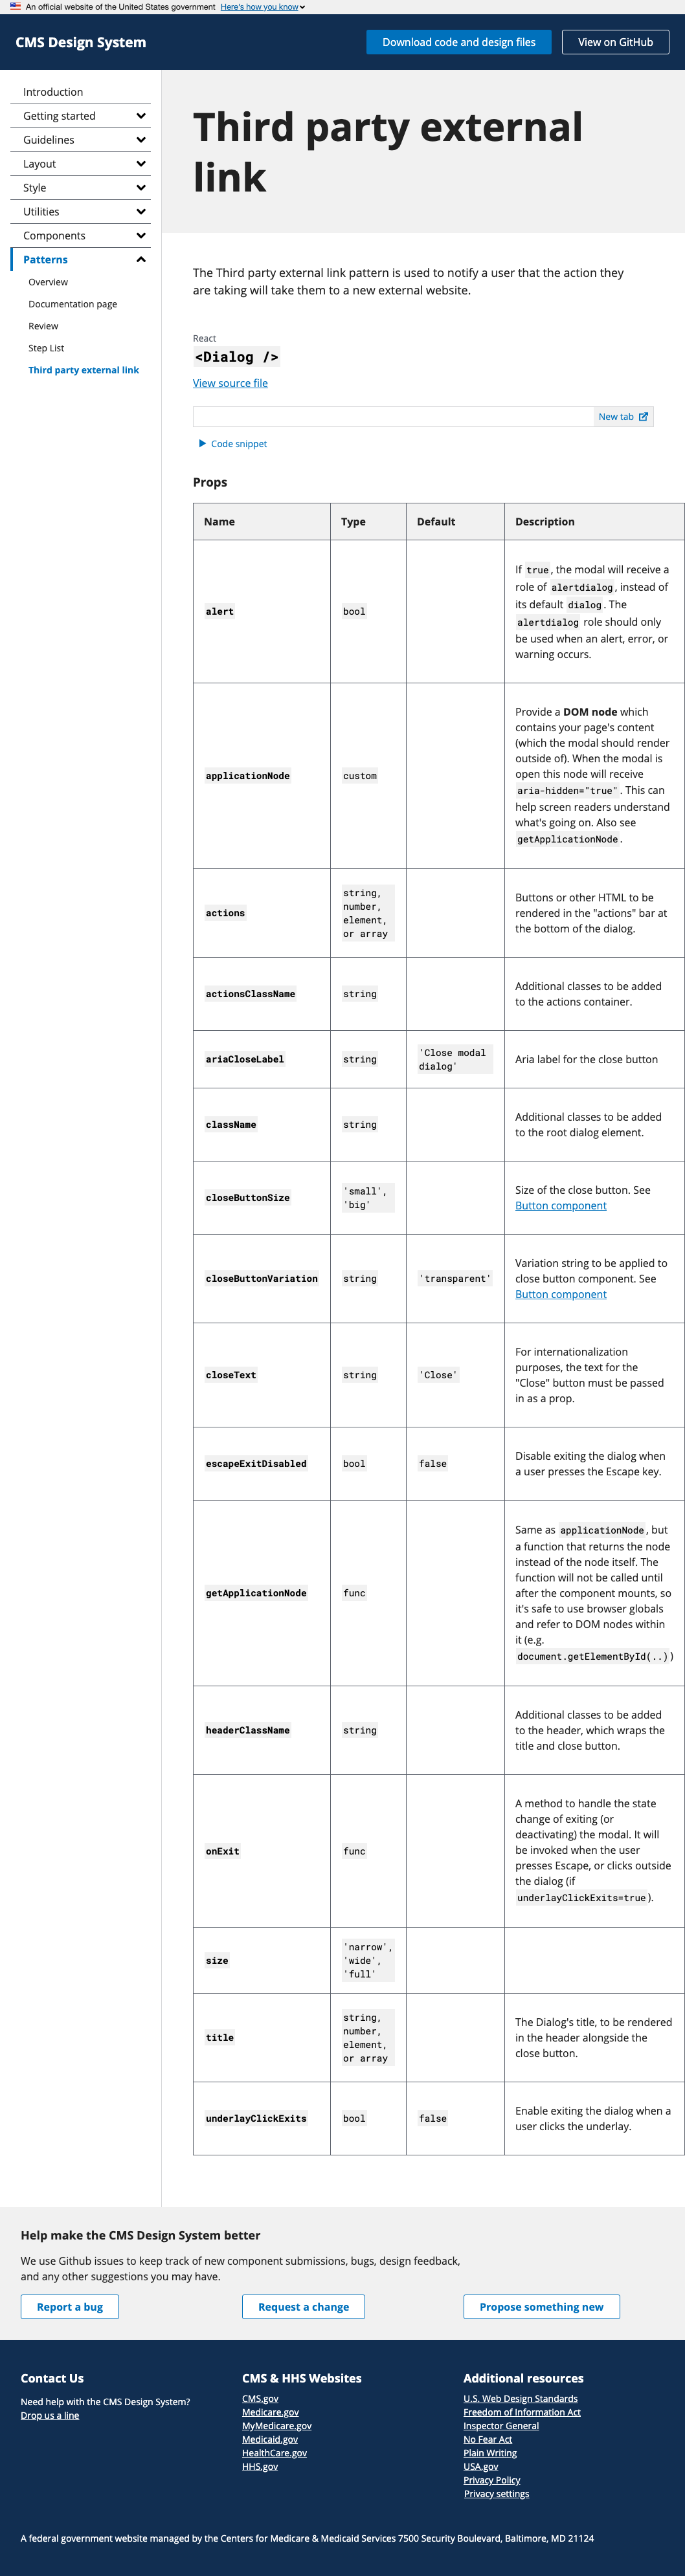 An official website of the United States government Here's how you know
CMS Design System
Download code and design files
View on GitHub
Introduction
Getting started
Guidelines
Layout
Style
Utilities
Components
Patterns
Overview
Documentation page
Review
Step List
Third party external link
Third party external
link
The Third party external link pattern is used to notify a user that the action they
are taking will take them to a new external website.
React
<Dialog />
View source file
New tab
Code snippet
Props
Name Type Default Description
alert bool
If true, the modal will receive a
role of alertdialog, instead of
its default dialog. The
alertdialog role should only
be used when an alert, error, or
warning occurs.
applicationNode custom
Provide a DOM node which
contains your page's content
(which the modal should render
outside of). When the modal is
open this node will receive
aria-hidden="true". This can
help screen readers understand
what's going on. Also see
getApplicationNode.
actions
string,
number,
element,
or array
Buttons or other HTML to be
rendered in the "actions" bar at
the bottom of the dialog.
actionsClassName string
Additional classes to be added
to the actions container.
ariaCloseLabel string
'Close modal
dialog'
Aria label for the close button
className string
Additional classes to be added
to the root dialog element.
closeButtonSize
'small',
'big'
Size of the close button. See
Button component
closeButtonVariation string 'transparent'
Variation string to be applied to
close button component. See
Button component
closeText string 'Close'
For internationalization
purposes, the text for the
"Close" button must be passed
in as a prop.
escapeExitDisabled bool false
Disable exiting the dialog when
a user presses the Escape key.
getApplicationNode func
Same as applicationNode, but
a function that returns the node
instead of the node itself. The
function will not be called until
after the component mounts, so
it's safe to use browser globals
and refer to DOM nodes within
it (e.g.
document.getElementById(..))
headerClassName string
Additional classes to be added
to the header, which wraps the
title and close button.
onExit func
A method to handle the state
change of exiting (or
deactivating) the modal. It will
be invoked when the user
presses Escape, or clicks outside
the dialog (if
underlayClickExits=true).
size
'narrow',
'wide',
'full'
title
string,
number,
element,
or array
The Dialog's title, to be rendered
in the header alongside the
close button.
underlayClickExits bool false
Enable exiting the dialog when a
user clicks the underlay.
Help make the CMS Design System better
We use Github issues to keep track of new component submissions, bugs, design feedback,
and any other suggestions you may have.
Report a bug
Request a change
Propose something new
Contact Us
Need help with the CMS Design System?
Drop us a line
CMS & HHS Websites
CMS.gov
Medicare.gov
MyMedicare.gov
Medicaid.gov
HealthCare.gov
HHS.gov
Additional resources
U.S. Web Design Standards
Freedom of Information Act
Inspector General
No Fear Act
Plain Writing
USA.gov
Privacy Policy
Privacy settings
A federal government website managed by the Centers for Medicare & Medicaid Services 7500 Security Boulevard, Baltimore, MD 21124